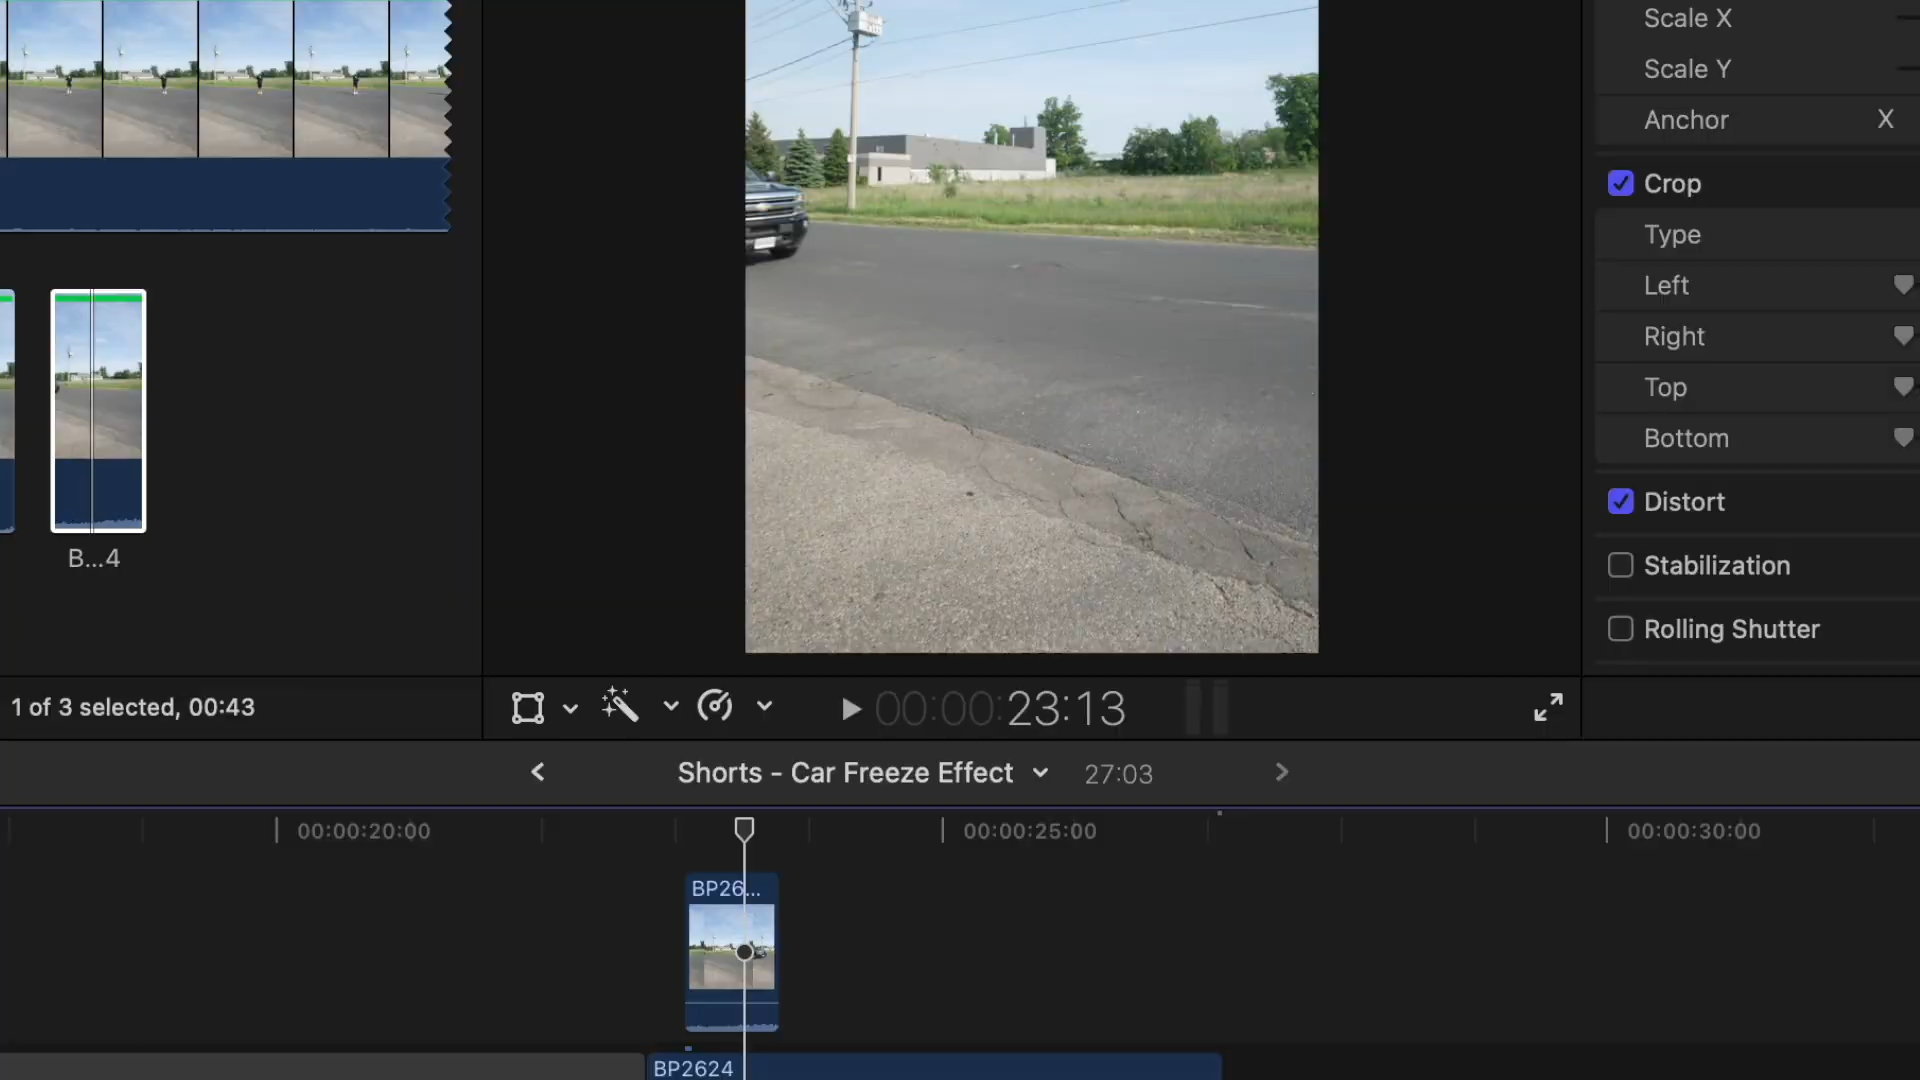 Scale X
Scale Y
Anchor X
Crop
Type
Left
Right
Top
Bottom
Distort
Stabilization
Rolling Shutter
B...4
1 of 3 selected, 00:43
00:00:23:13
Shorts - Car Freeze Effect 27:03
00:00:20:00 00:00:25:00 00:00:30:00
BP26...
BP2624